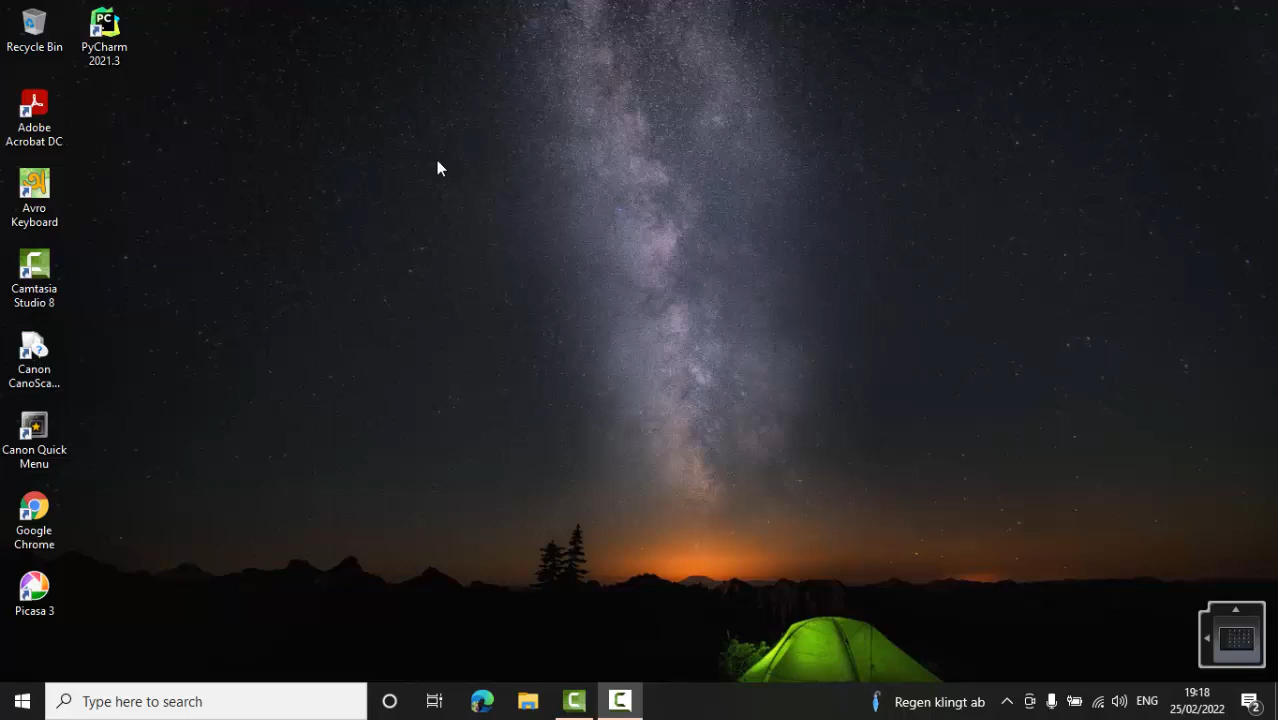 Recycle Bin
PyCharm
2021.3
Adobe
Acrobat DC
Avro
Keyboard
Camtasia
Studio 8
Canon
CanoSca...
Canon Quick
Menu
Google
Chrome
Picasa 3
Type here to search
Regen klingt ab
ENG
19:18
25/02/2022
2